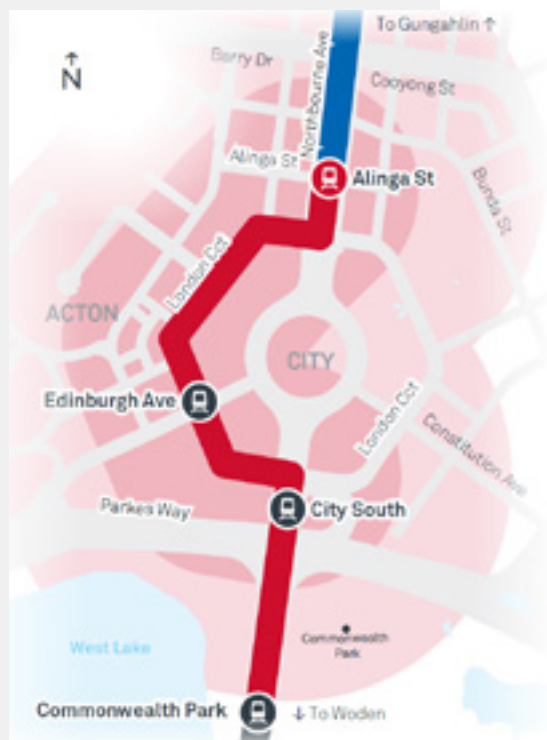 To Gungahlin ↑
↑
N
Barry Dr
Northbourne Ave
Cooyong St
Alinga St
Alinga St
Bunda St
London Cct
ACTON
CITY
Edinburgh Ave
London Cct
Constitution Ave
Parkes Way
City South
West Lake
Commonwealth
Park
Commonwealth Park
↓ To Woden